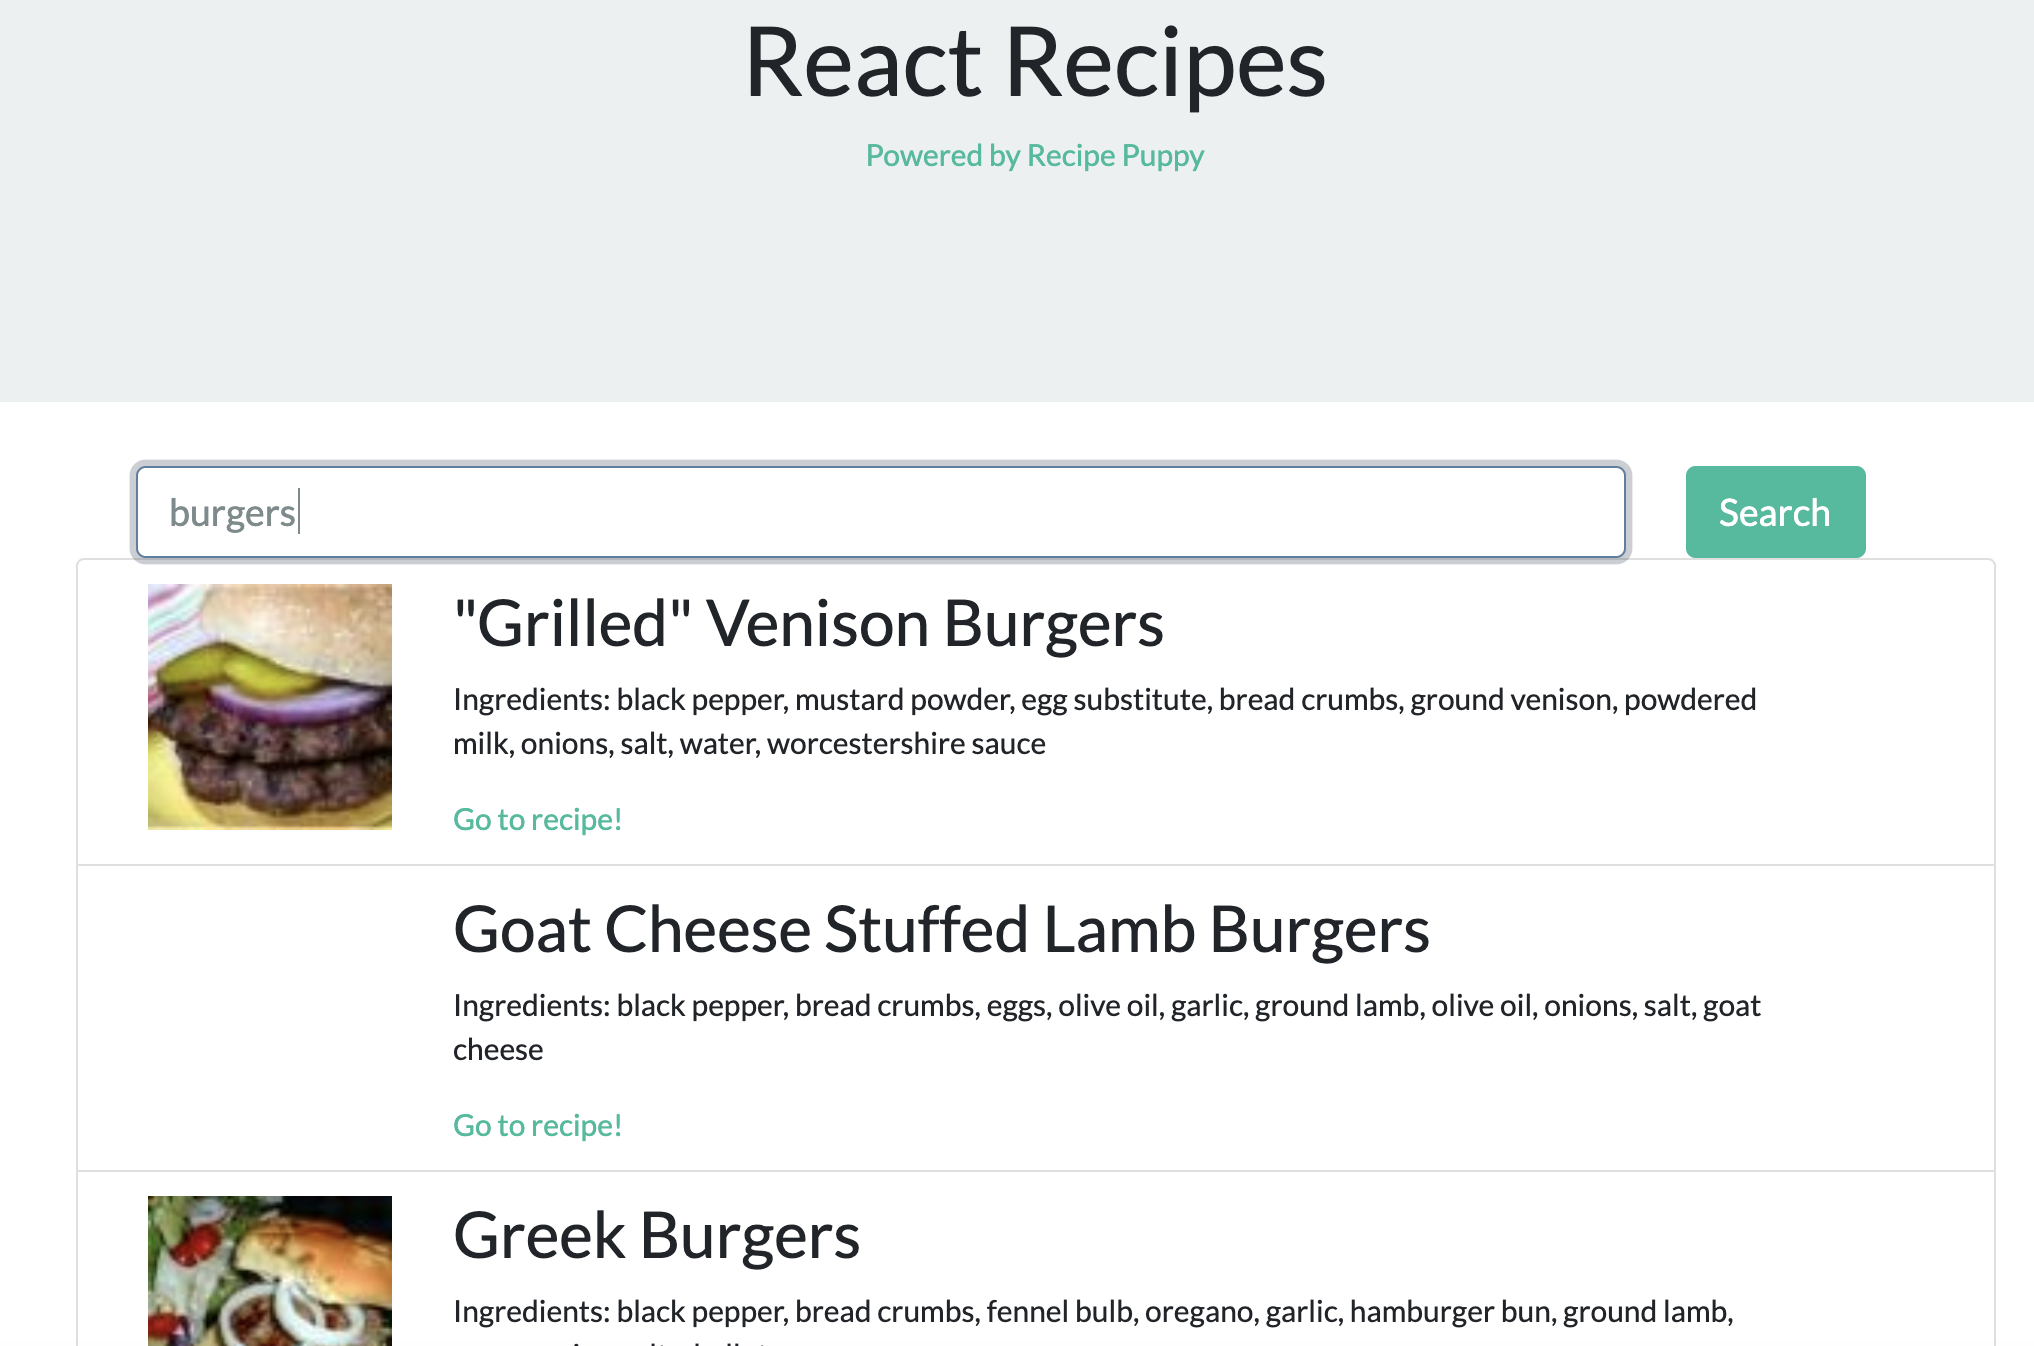 React Recipes
Powered by Recipe Puppy
burgers
Search
"Grilled" Venison Burgers
Ingredients: black pepper, mustard powder, egg substitute, bread crumbs, ground venison, powdered
milk, onions, salt, water, worcestershire sauce
Go to recipe!
Goat Cheese Stuffed Lamb Burgers
Ingredients: black pepper, bread crumbs, eggs, olive oil, garlic, ground lamb, olive oil, onions, salt, goat
cheese
Go to recipe!
Greek Burgers
Ingredients: black pepper, bread crumbs, fennel bulb, oregano, garlic, hamburger bun, ground lamb,